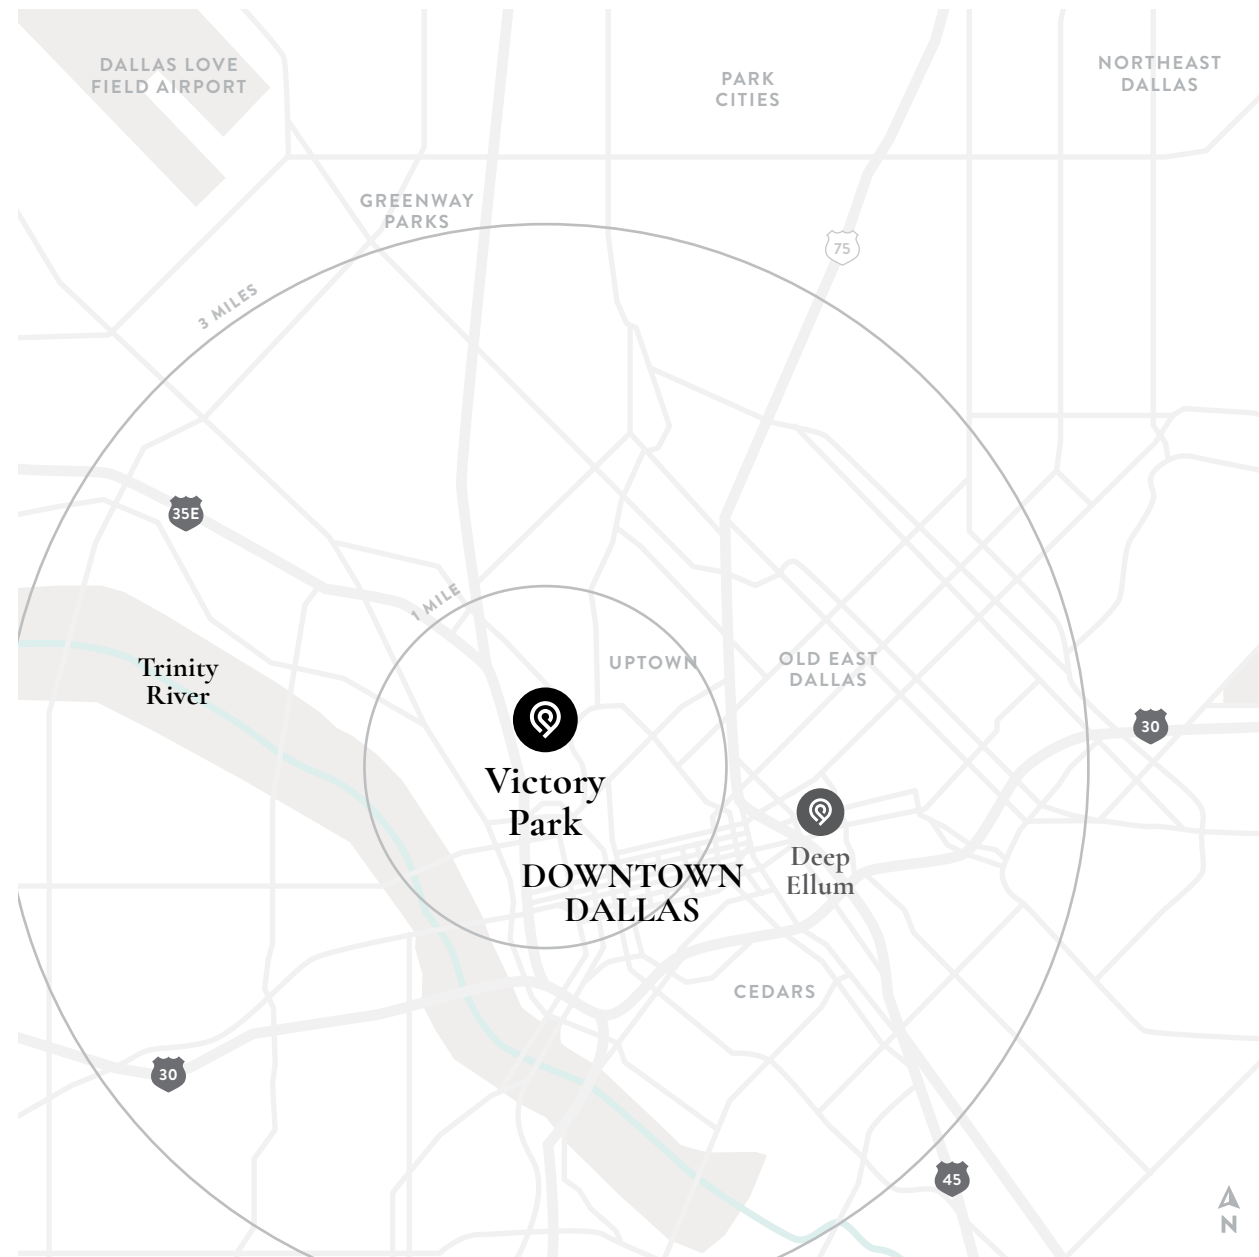 DALLAS LOVE
FIELD AIRPORT
PARK
CITIES
NORTHEAST
DALLAS
GREENWAY
PARKS
75
3 MILES
35E
1 MILE
Trinity
River
UPTOWN
OLD EAST
DALLAS
30
Victory
Park
Deep
Ellum
DOWNTOWN
DALLAS
CEDARS
30
45
N